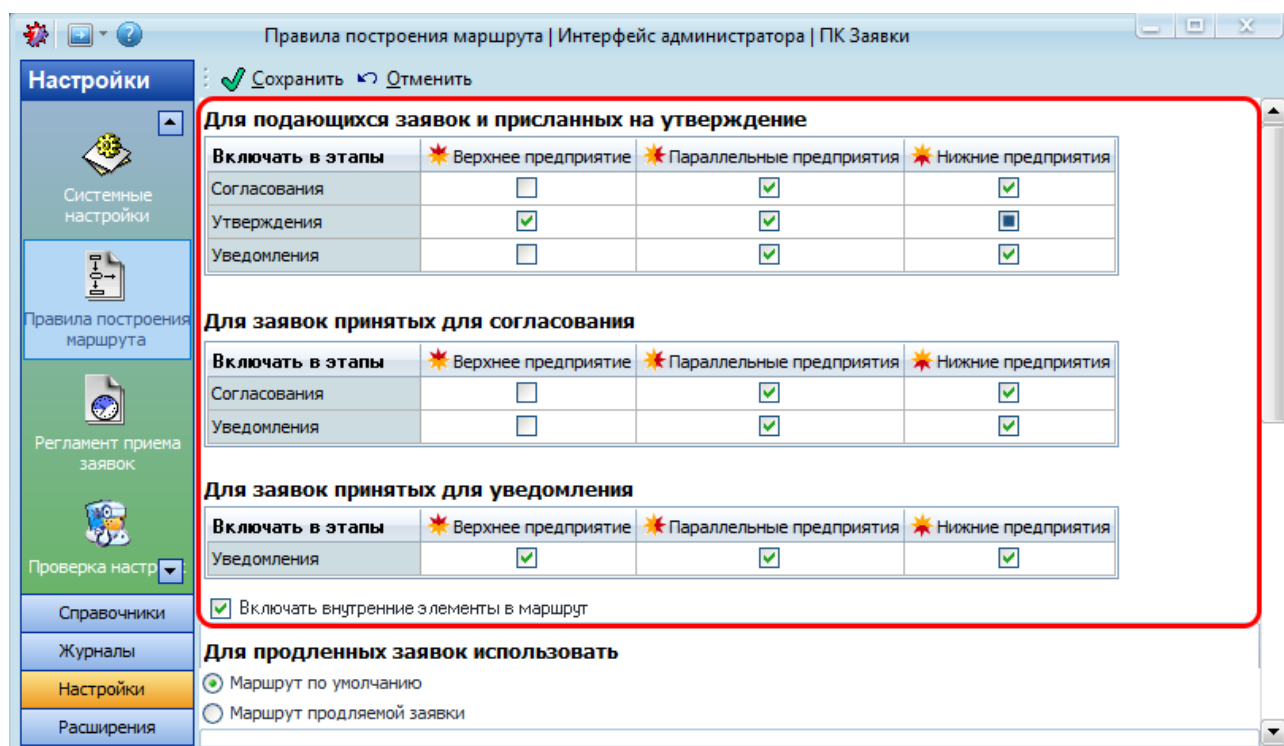 Правила построения маршрута | Интерфейс администратора | ПК Заявки
Настройки
Сохранить Отменить
Системные
настройки
Правила построения
маршрута
Регламент приема
заявок
Проверка настр
Справочники
Журналы
Настройки
Расширения
Для подающихся заявок и присланных на утверждение
Включать в этапы Верхнее предприятие Параллельные предприятия Нижние предприятия
Согласования
Утверждения
Уведомления
Для заявок принятых для согласования
Включать в этапы Верхнее предприятие Параллельные предприятия Нижние предприятия
Согласования
Уведомления
Для заявок принятых для уведомления
Включать в этапы Верхнее предприятие Параллельные предприятия Нижние предприятия
Уведомления
Включать внутренние элементы в маршрут
Для продленных заявок использовать
Маршрут по умолчанию
Маршрут продляемой заявки